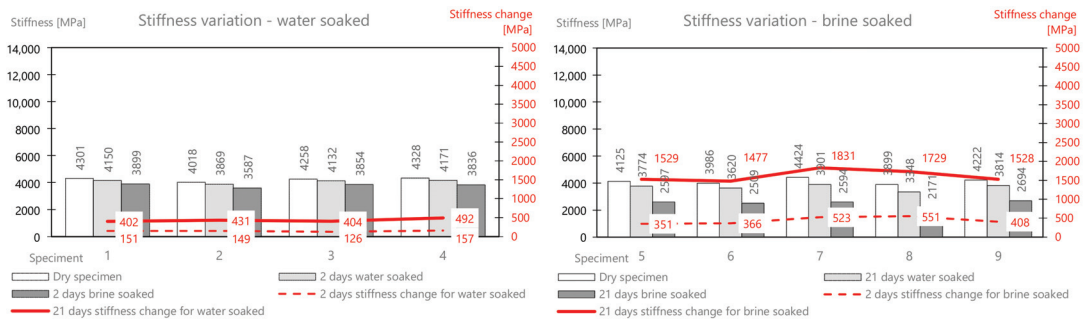 Stiffness variation - water soaked
Stiffness [MPa]
Stiffness change
[MPa]
14,000
12,000
10,000
8000
6000
4000
2000
0
5000
4500
4000
3500
3000
2500
2000
1500
1000
500
0
4301 4150 3899
4018 3869 3587
4258 4132 3854
4328 4171 3836
402 431 404 492
151 149 126 157
Speciment 1 2 3 4
Dry specimen
2 days water soaked
2 days brine soaked
2 days stiffness change for water soaked
21 days stiffness change for water soaked
Stiffness variation - brine soaked
Stiffness
[MPa]
Stiffness change
[MPa]
14,000
12,000
10,000
8000
6000
4000
2000
0
5000
4500
4000
3500
3000
2500
2000
1500
1000
500
0
4125 3774 2597
3986 3620 2509
4424 3901 2594
3899 3348 2171
4222 3814 2694
1529 1477 1831 1729 1528
351 366 523 551 408
Speciment 5 6 7 8 9
Dry specimen
21 days water soaked
21 days brine soaked
2 days stiffness change for brine soaked
21 days stiffness change for brine soaked